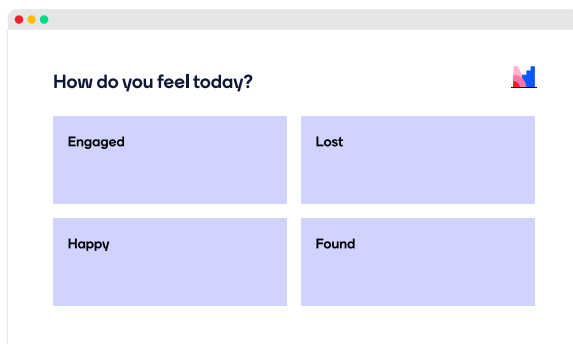 How do you feel today?
Engaged
Lost
Happy
Found